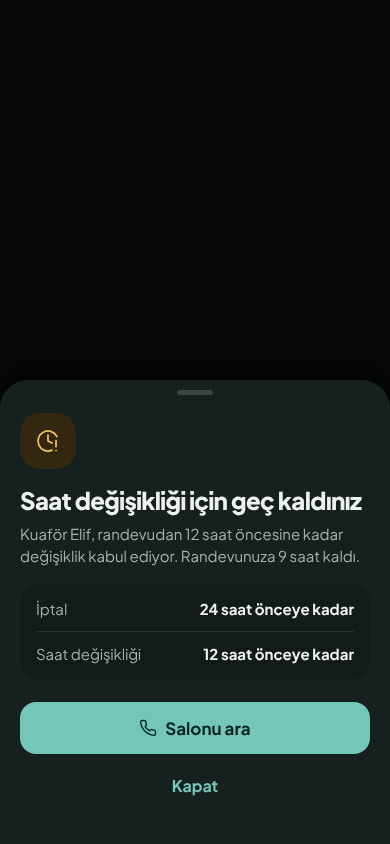 Saat değişikliği için geç kaldınız
Kuaför Elif, randevudan 12 saat öncesine kadar
değişiklik kabul ediyor. Randevunuza 9 saat kaldı.
İptal 24 saat önceye kadar
Saat değişikliği 12 saat önceye kadar
Salonu ara
Kapat